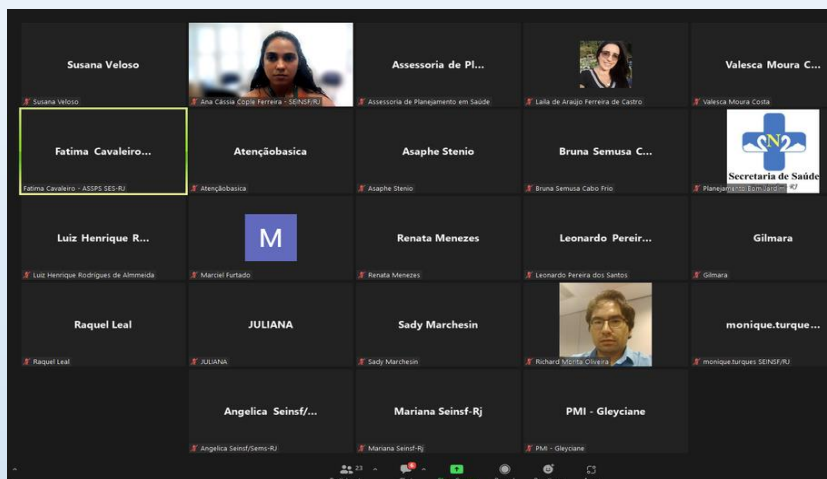 Susana Veloso
Susana Veloso
Ana Cássia Cople Ferreira - SEINSF/RJ
Assessoria de Pl...
Assessoria de Planejamento em Saúde
Laila de Araújo Ferreira de Castro
Valesca Moura C...
Valesca Moura Costa
Fatima Cavaleiro...
Fatima Cavaleiro - ASSPS SES-RJ
Atençãobasica
Atençãobasica
Asaphe Stenio
Asaphe Stenio
Bruna Semusa C...
Bruna Semusa Cabo Frio
N
Secretaria de Saúde
Planejamento Bom Jardim - RJ
Luiz Henrique R...
Luiz Henrique Rodrigues de Almmeida
M
Marciel Furtado
Renata Menezes
Renata Menezes
Leonardo Pereir...
Leonardo Pereira dos Santos
Gilmara
Gilmara
Raquel Leal
Raquel Leal
JULIANA
JULIANA
Sady Marchesin
Sady Marchesin
Richard Morita Oliveira
monique.turque...
monique.turques SEINSF/RJ
Angelica Seinsf/...
Angelica Seinsf/Sems-RJ
Mariana Seinsf-Rj
Mariana Seinsf-Rj
PMI - Gleyciane
PMI - Gleyciane
23